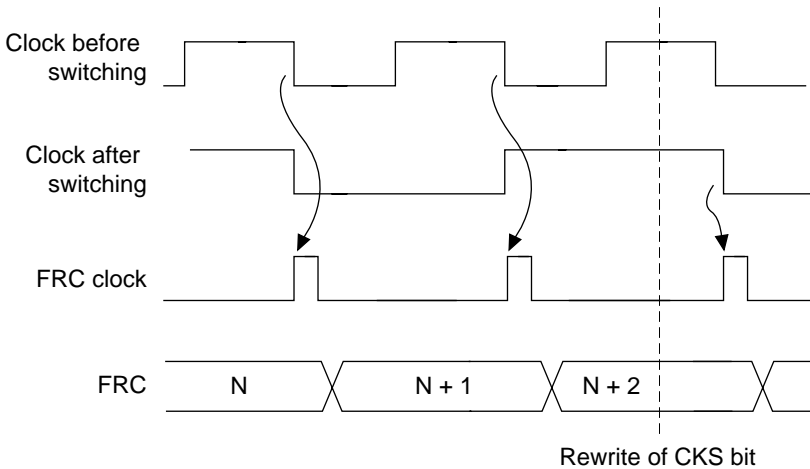 Clock before
switching
Clock after
switching
FRC clock
FRC
N
N + 1
N + 2
Rewrite of CKS bit